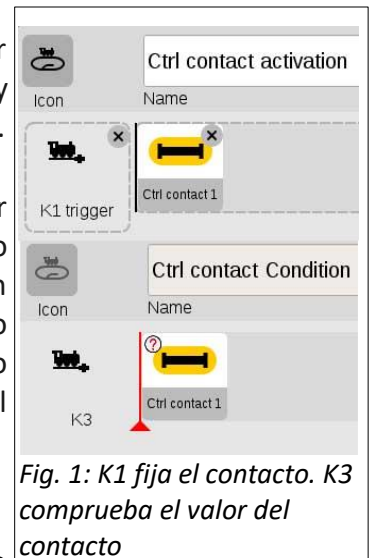 Ctrl contact activation
Icon
Name
K1 trigger
Ctrl contact 1
Ctrl contact Condition
Icon
Name
?
K3
Ctrl contact 1
Fig. 1: K1 fija el contacto. K3
comprueba el valor del
contacto